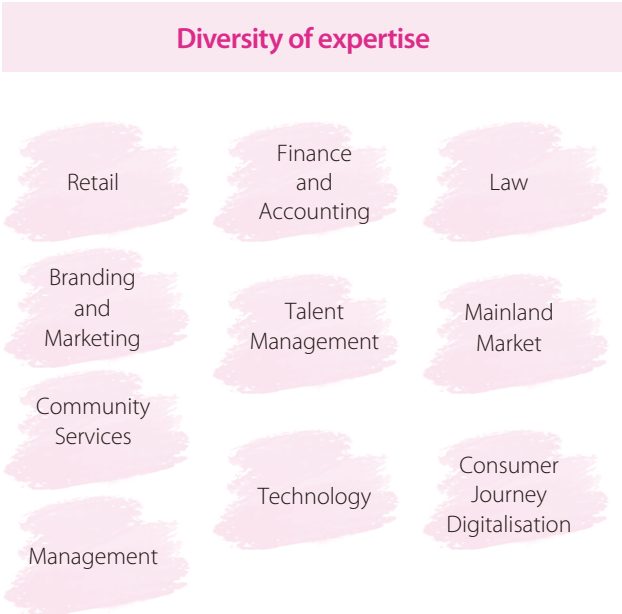 Diversity of expertise
Retail
Finance
and
Accounting
Law
Branding
and
Marketing
Talent
Management
Mainland
Market
Community
Services
Technology
Consumer
Journey
Digitalisation
Management